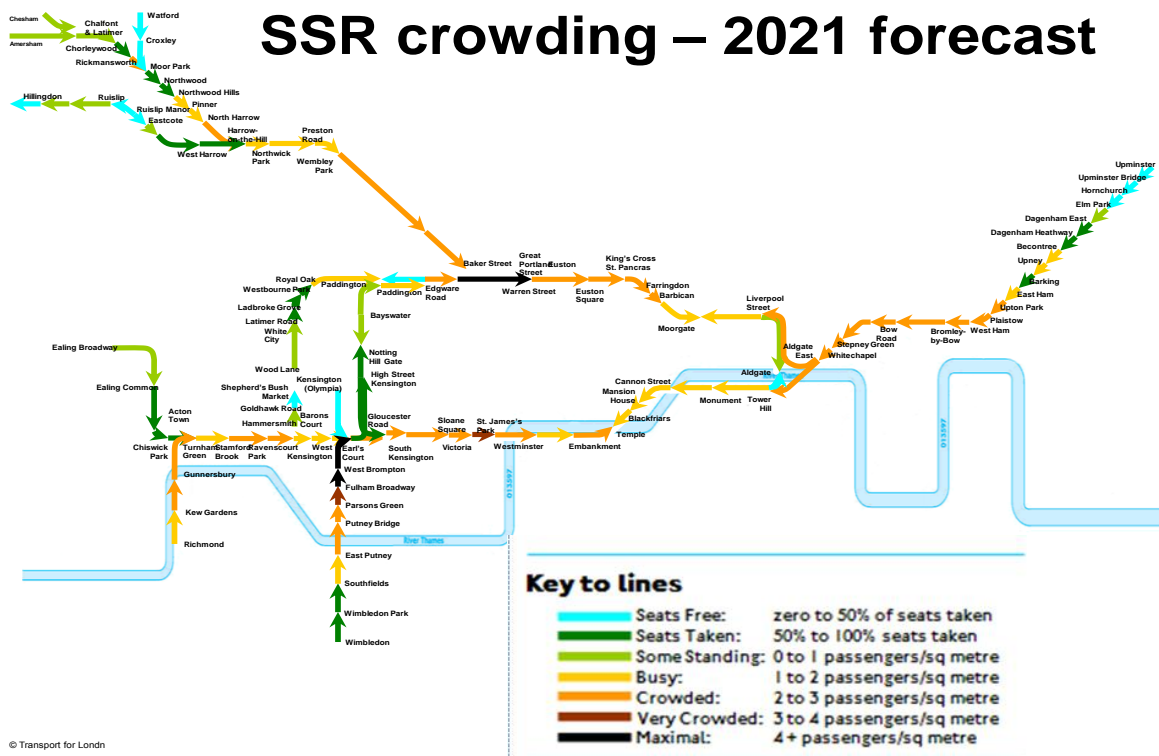 SSR crowding – 2021 forecast
Chesham
Amersham
Chalfont
& Latimer
Chorleywood
Rickmansworth
Watford
Croxley
Moor Park
Northwood
Northwood Hills
Pinner
North Harrow
Hillingdon
Ruislip
Ruislip Manor
Eastcote
West Harrow
Harrow-
on-the-Hill
Northwick
Park
Preston
Road
Wembley
Park
Upminster
Upminster Bridge
Hornchurch
Elm Park
Dagenham East
Dagenham Heathway
Becontree
Upney
Barking
East Ham
Upton Park
Plaistow
West Ham
Bromley-
by-Bow
Bow
Road
Stepney Green
Whitechapel
Baker Street
Great
Portland
Street
Euston
Warren Street
Euston
Square
King's Cross
St. Pancras
Farringdon
Barbican
Moorgate
Liverpool
Street
Aldgate
East
Aldgate
Tower
Hill
Royal Oak
Westbourne Park
Paddington
Paddington
Edgware
Road
Ladbroke Grove
Latimer Road
White
City
Wood Lane
Shepherd's Bush
Market
Goldhawk Road
Hammersmith
Bayswater
Notting
Hill Gate
High Street
Kensington
Kensington
(Olympia)
Barons
Court
Gloucester
Road
Ealing Broadway
Ealing Common
Acton
Town
Chiswick
Park
Turnham
Green
Stamford
Brook
Ravenscourt
Park
West
Kensington
Earl's
Court
South
Kensington
Sloane
Square
Victoria
St. James's
Park
Westminster
Embankment
Temple
Blackfriars
Mansion
House
Cannon Street
Monument
River Thames
Gunnersbury
Kew Gardens
Richmond
West Brompton
Fulham Broadway
Parsons Green
Putney Bridge
East Putney
Southfields
Wimbledon Park
Wimbledon
River Thames
013597
013597
Key to lines
Seats Free: zero to 50% of seats taken
Seats Taken: 50% to 100% seats taken
Some Standing: 0 to 1 passengers/sq metre
Busy: 1 to 2 passengers/sq metre
Crowded: 2 to 3 passengers/sq metre
Very Crowded: 3 to 4 passengers/sq metre
Maximal: 4+ passengers/sq metre
© Transport for Londn